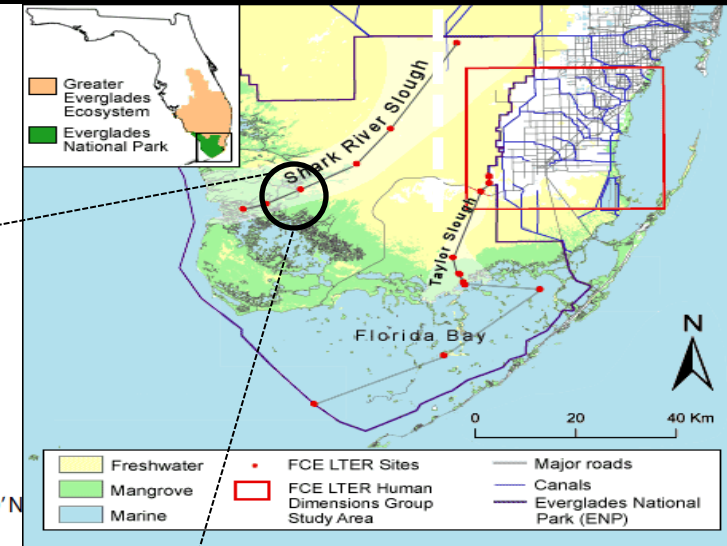 Greater
Everglades
Ecosystem
Everglades
National Park
Shark River Slough
Taylor Slough
Florida Bay
N
0 20 40 Km
Freshwater
Mangrove
Marine
FCE LTER Sites
FCE LTER Human
Dimensions Group
Study Area
Major roads
Canals
Everglades National
Park (ENP)
'N